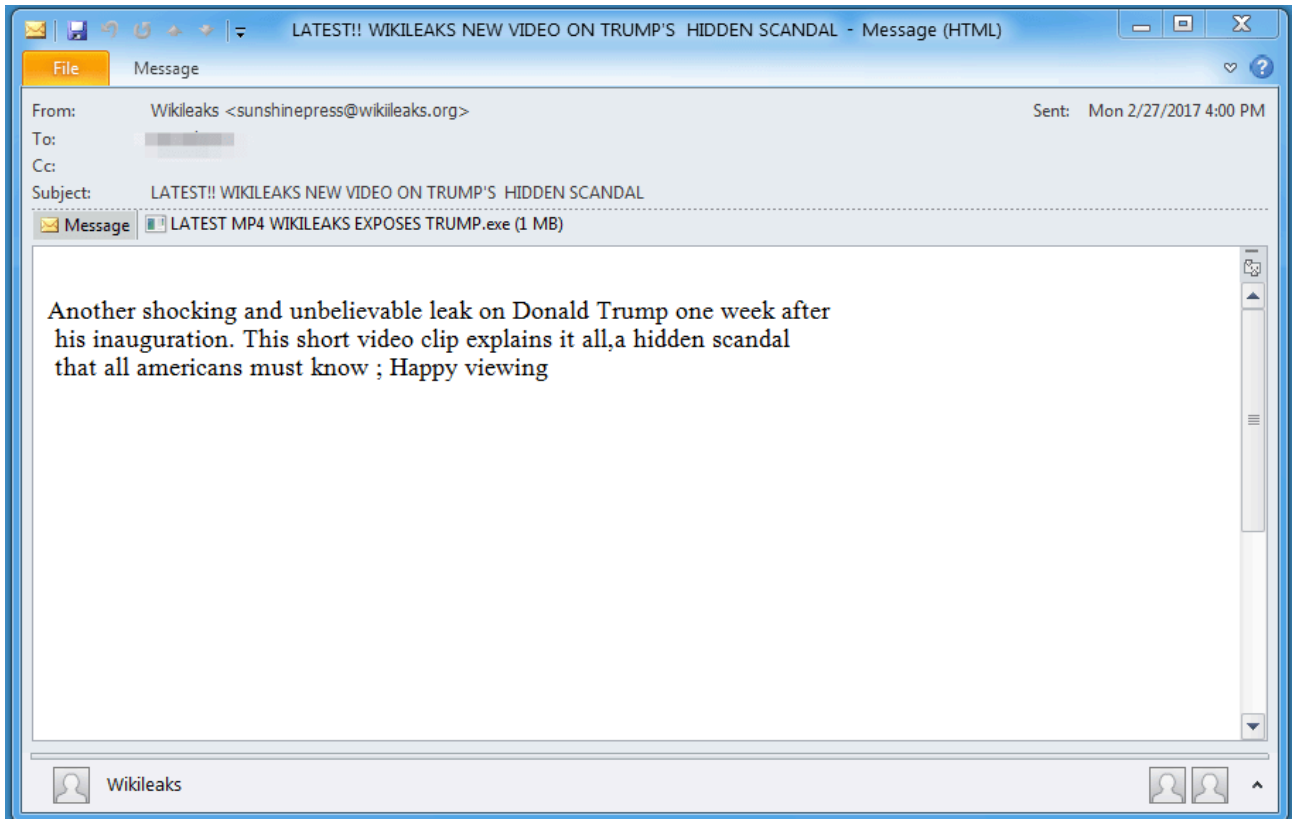 LATEST!! WIKILEAKS NEW VIDEO ON TRUMP'S  HIDDEN SCANDAL - Message (HTML)
File Message
From: Wikileaks <sunshinepress@wikiileaks.org> Sent: Mon 2/27/2017 4:00 PM
To:
Cc:
Subject: LATEST!! WIKILEAKS NEW VIDEO ON TRUMP'S  HIDDEN SCANDAL
Message LATEST MP4 WIKILEAKS EXPOSES TRUMP.exe (1 MB)
Another shocking and unbelievable leak on Donald Trump one week after
his inauguration. This short video clip explains it all,a hidden scandal
that all americans must know ; Happy viewing
Wikileaks